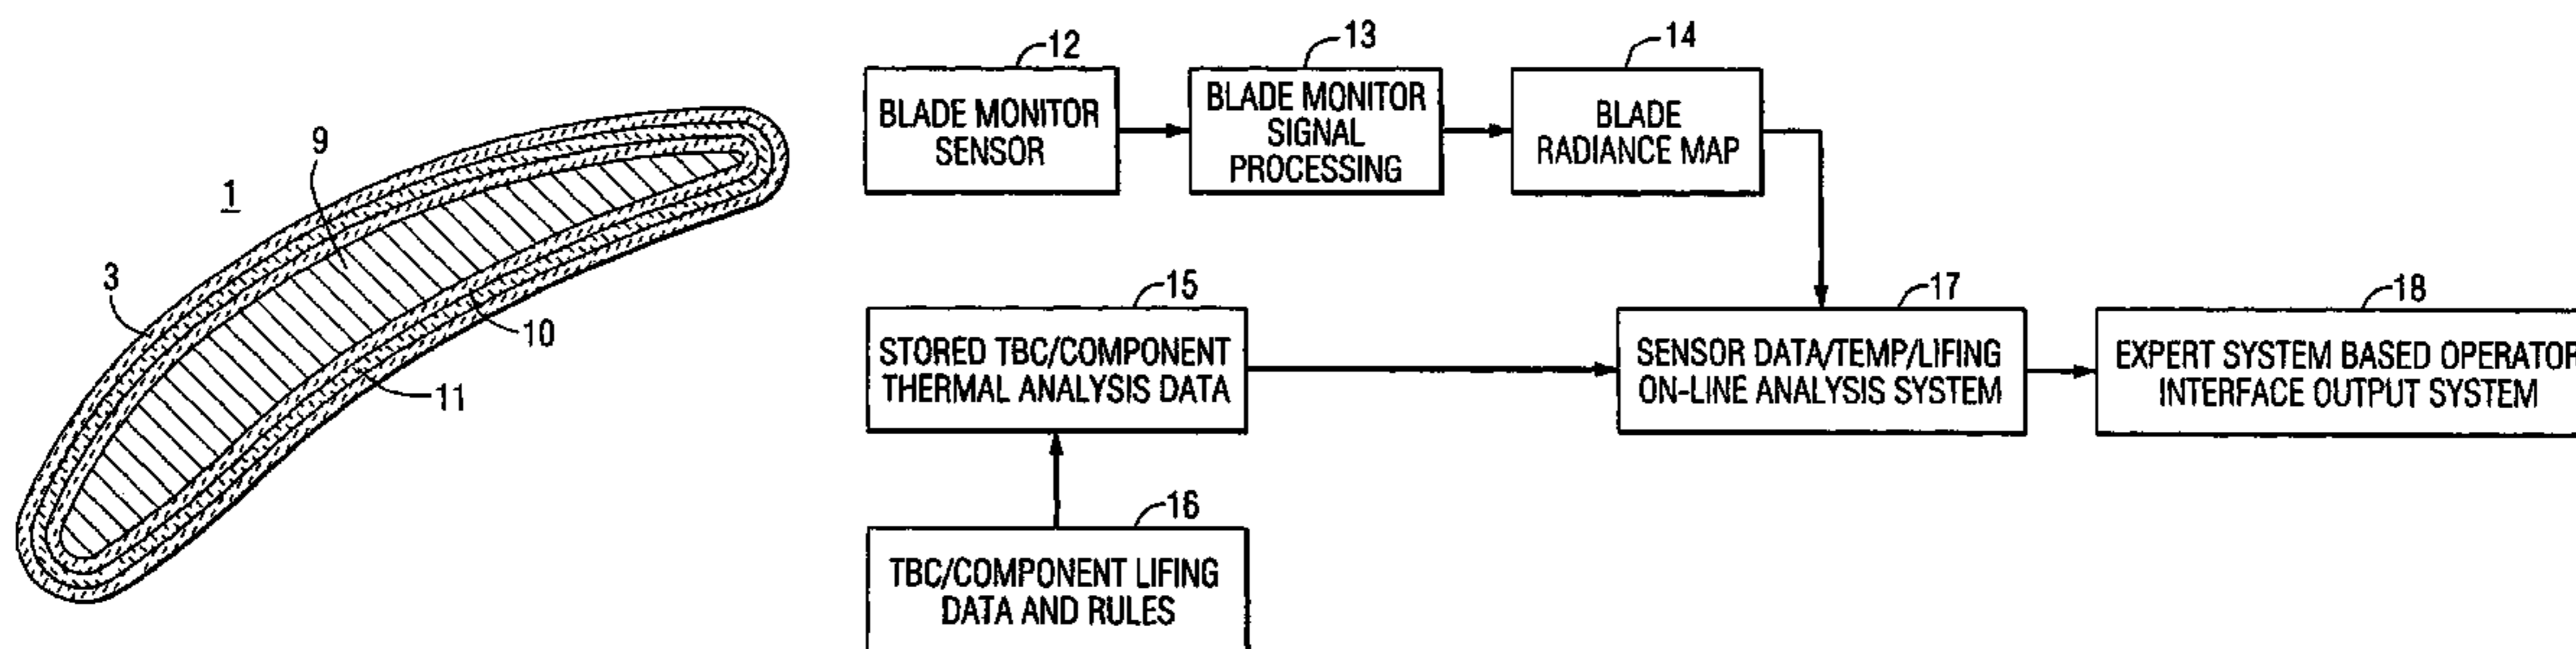 1
9
3
10
11
12
BLADE MONITOR
SENSOR
13
BLADE MONITOR
SIGNAL
PROCESSING
14
BLADE
RADIANCE MAP
15
STORED TBC/COMPONENT
THERMAL ANALYSIS DATA
17
SENSOR DATA/TEMP/LIFING
ON-LINE ANALYSIS SYSTEM
18
EXPERT SYSTEM BASED OPERATOR
INTERFACE OUTPUT SYSTEM
16
TBC/COMPONENT LIFING
DATA AND RULES